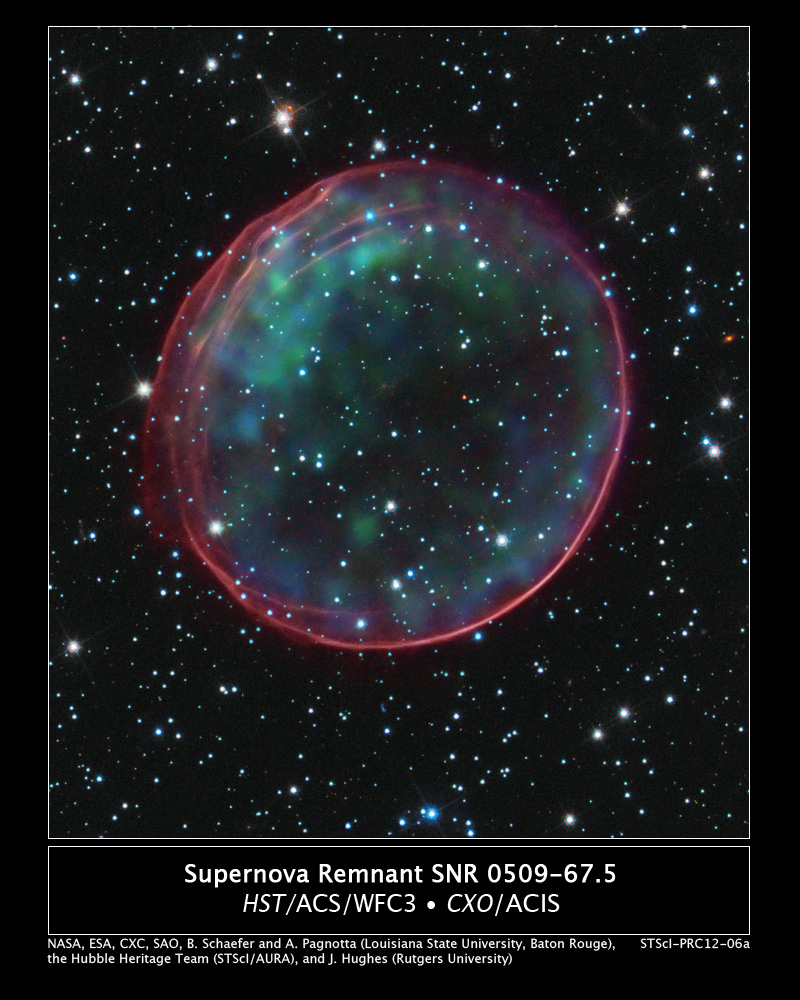 Supernova Remnant SNR 0509–67.5
HST/ACS/WFC3 • CXO/ACIS
NASA, ESA, CXC, SAO, B. Schaefer and A. Pagnotta (Louisiana State University, Baton Rouge), STScI-PRC12-06a
the Hubble Heritage Team (STScI/AURA), and J. Hughes (Rutgers University)